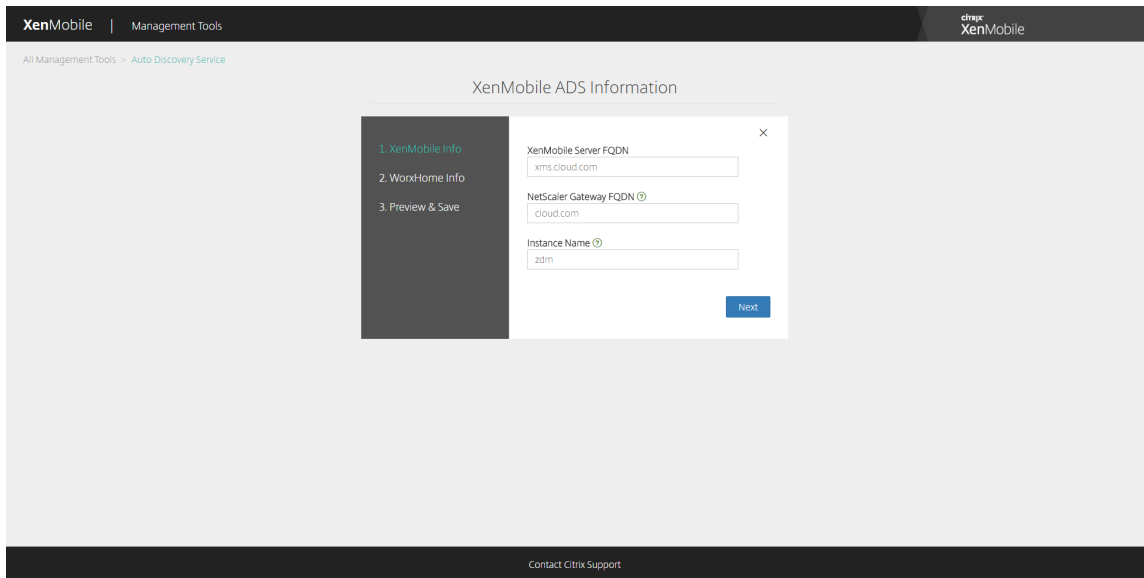 XenMobile | Management Tools
citrix
XenMobile
All Management Tools > Auto Discovery Service
XenMobile ADS Information
1. XenMobile Info
2. WorxHome Info
3. Preview & Save
XenMobile Server FQDN
xms.cloud.com
NetScaler Gateway FQDN ?
cloud.com
Instance Name ?
zdm
Next
Contact Citrix Support